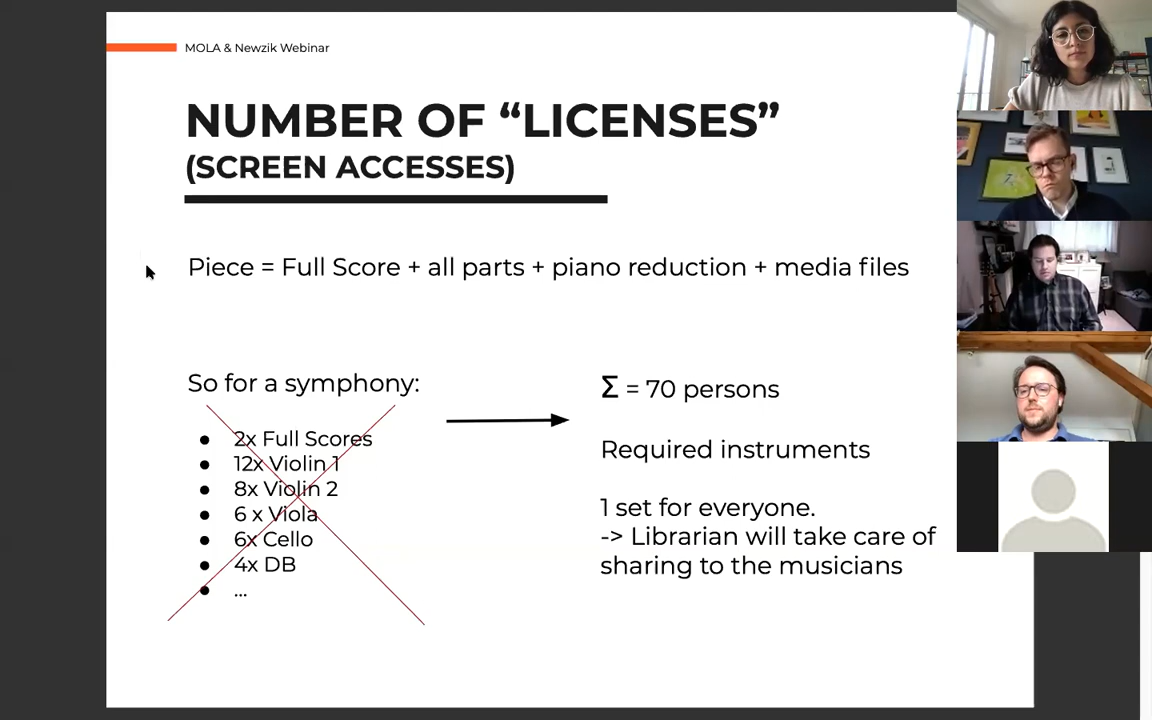 MOLA & Newzik Webinar
NUMBER OF “LICENSES”
(SCREEN ACCESSES)
Piece = Full Score + all parts + piano reduction + media files
So for a symphony:
● 2x Full Scores
● 12x Violin 1
● 8x Violin 2
● 6 x Viola
● 6x Cello
● 4x DB
● ...
Σ = 70 persons
Required instruments
1 set for everyone.
-> Librarian will take care of
sharing to the musicians